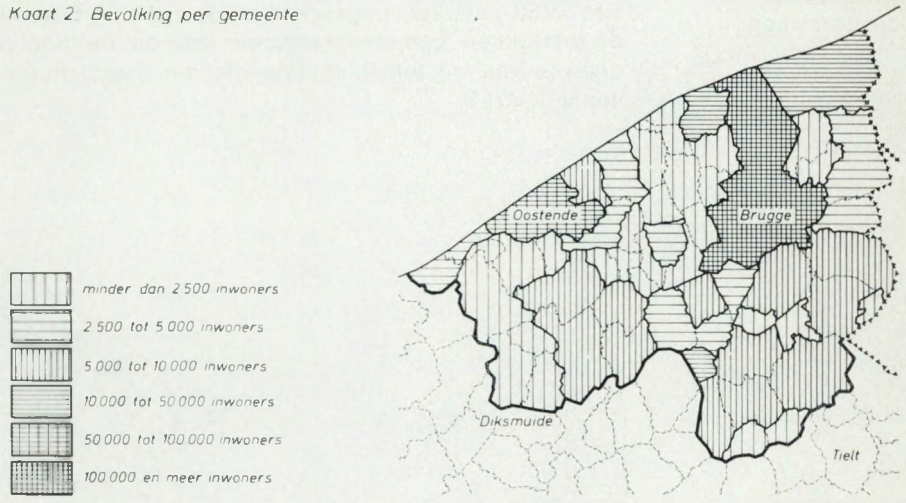 Kaart 2 Bevolking per gemeente
Oostende
Brugge
minder dan 2 500 inwoners
2 500 tot 5 000 inwoners
5 000 tot 10 000 inwoners
10 000 tot 50 000 inwoners
50 000 tot 100 000 inwoners
100 000 en meer inwoners
Diksmuide
Tielt